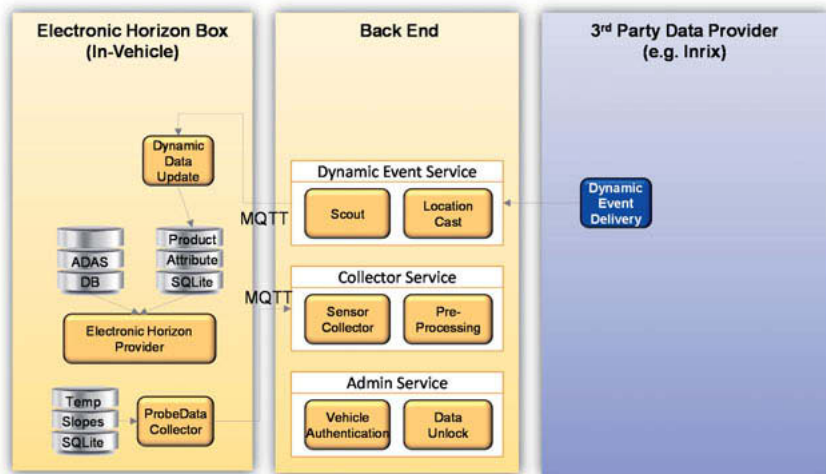 Electronic Horizon Box
(In-Vehicle)
Back End
3rd Party Data Provider
(e.g. Inrix)
Dynamic
Data
Update
Dynamic Event Service
Scout
Location
Cast
Dynamic
Event
Delivery
MQTT
ADAS
DB
Product
Attribute
SQLite
Electronic Horizon
Provider
MQTT
Collector Service
Sensor
Collector
Pre-
Processing
Temp
Slopes
SQLite
ProbeData
Collector
Admin Service
Vehicle
Authentication
Data
Unlock